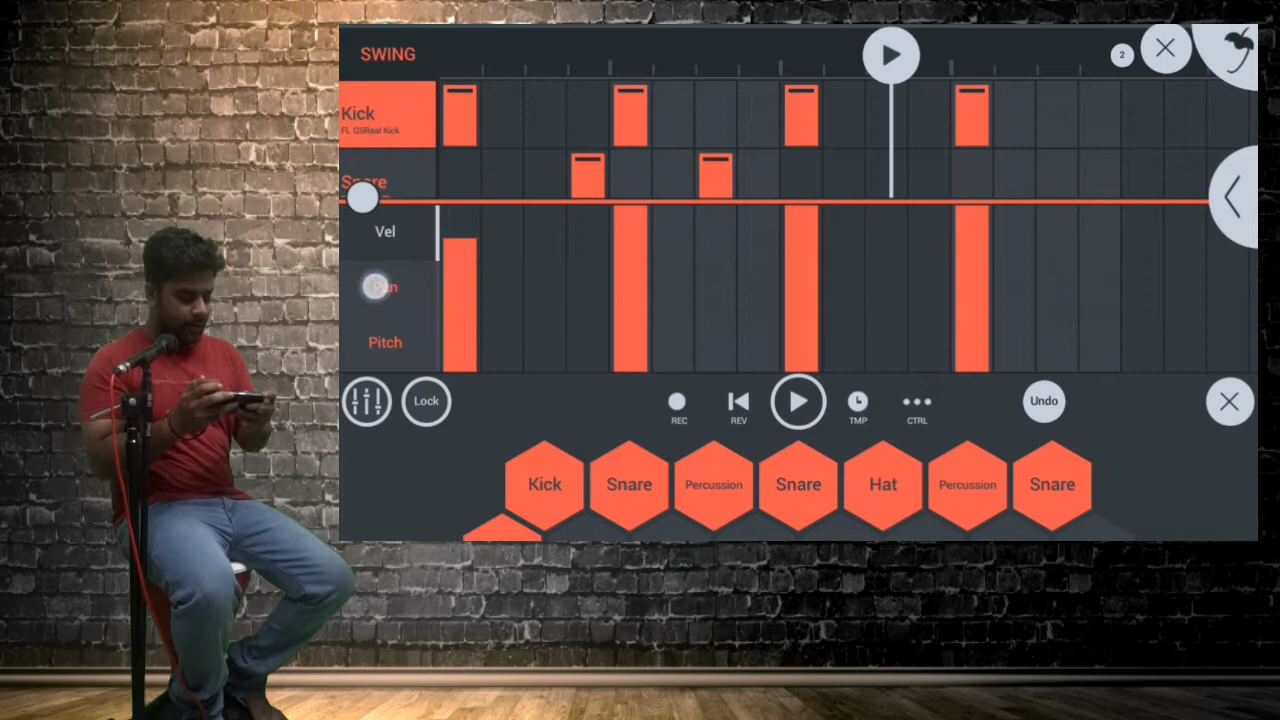 SWING
2
Kick
FL GSReal Kick
Snare
Vel
Pan
Pitch
Lock
REC
REV
TMP
CTRL
Undo
Kick
Snare
Percussion
Snare
Hat
Percussion
Snare